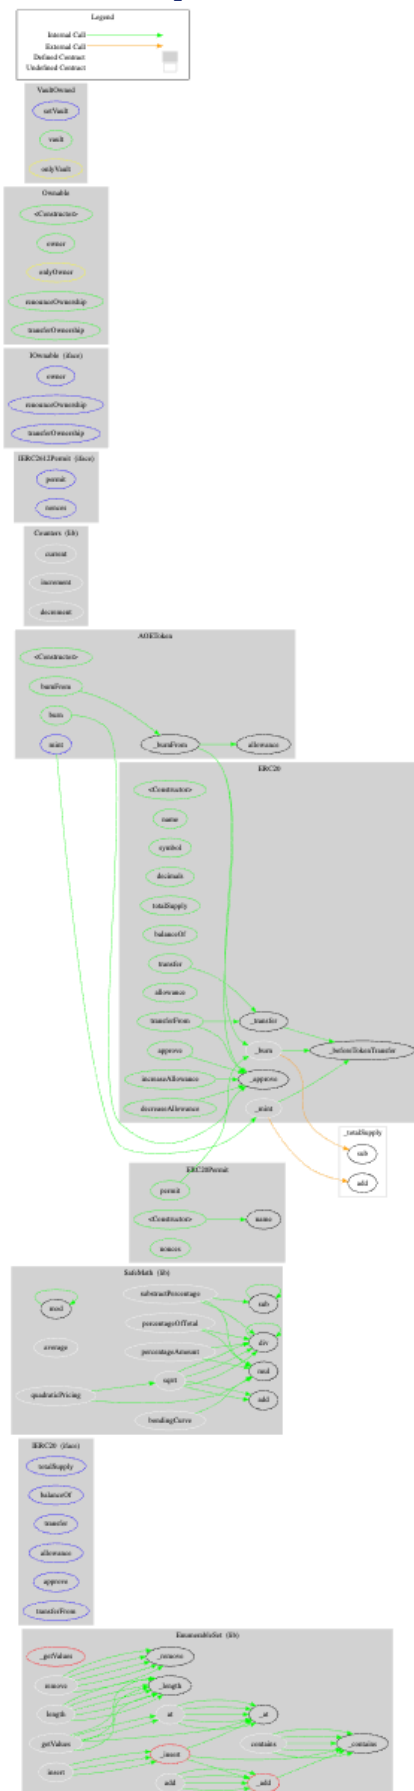 Legend
Internal Call
External Call
Defined Contract
Undefined Contract
VaultOwned
setVault
vault
onlyVault
Ownable
<Constructor>
owner
onlyOwner
renounceOwnership
transferOwnership
IOwnable (iface)
owner
renounceOwnership
transferOwnership
IERC2612Permit (iface)
permit
nonces
Counters (lib)
current
increment
decrement
<Constructor>
burnFrom
burn
mint
_burnFrom
allowance
ERC20
<Constructor>
name
symbol
decimals
totalSupply
balanceOf
transfer
allowance
transferFrom
_transfer
approve
_burn
_beforeTokenTransfer
increaseAllowance
_approve
decreaseAllowance
_mint
_totalSupply
sub
add
ERC20Permit
permit
<Constructor>
name
nonces
SafeMath (lib)
mod
substractPercentage
sub
percentageOfTotal
average
div
percentageAmount
mul
sqrt
quadraticPricing
add
bondingCurve
IERC20 (iface)
totalSupply
balanceOf
transfer
allowance
approve
transferFrom
EnumerableSet (lib)
_getValues
_remove
remove
_length
length
at
_at
getValues
contains
_contains
_insert
insert
add
_add